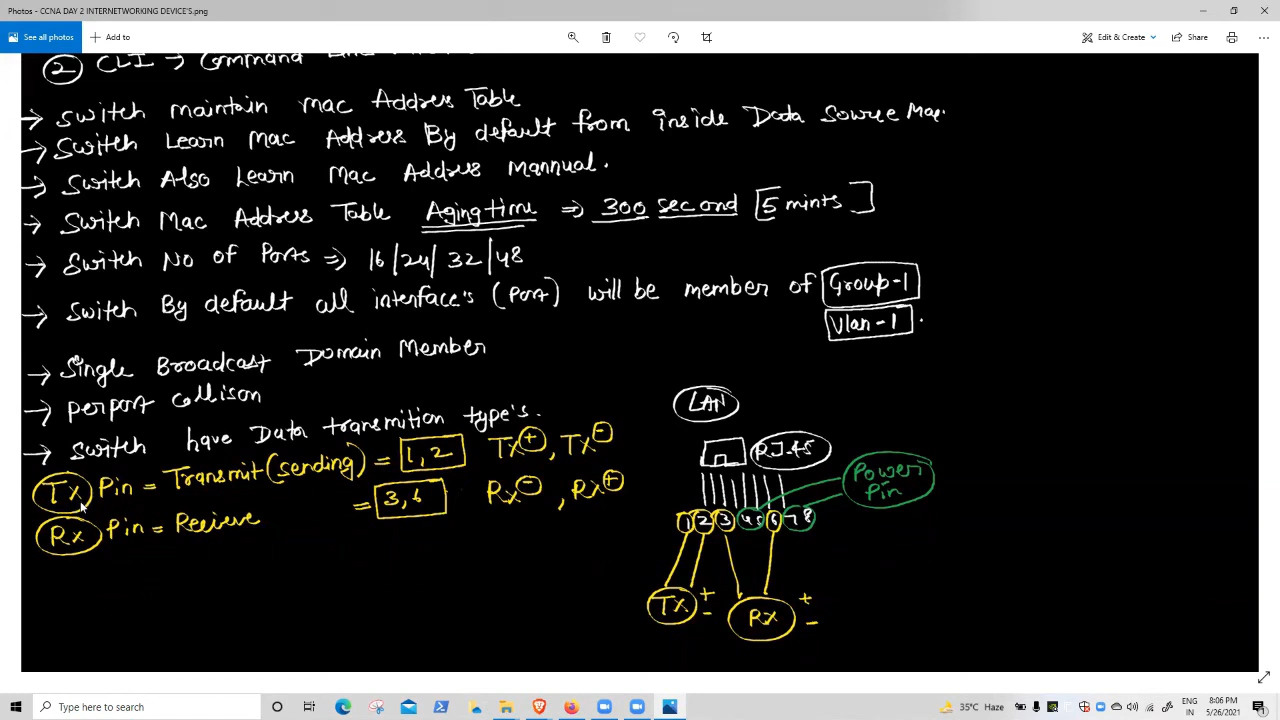 Photos - CCNA DAY 2 INTERNETWORKING DEVICE'S.png
See all photos
Add to
Edit & Create
Share
② CLI → Command Line
→ Switch maintain mac Address Table
→ Switch Learn Mac Address By default from inside Data Source Mac.
→ Switch Also Learn Mac Address mannual.
→ Switch Mac Address Table Agingtime ⇒ 300 second [5 mints]
→ Switch No of Ports ⇒ 16/24/32/48
→ Switch By default all interface's (Port) will be member of Group-1
Vlan-1.
→ Single Broadcast Domain Member
→ perport collison
→ Switch have Data transmition type's.
Tx Pin = Transmit (sending) = 1,2 Tx+, Tx-
Rx Pin = Recieve = 3,6 Rx-, Rx+
LAN
RJ.45
Power Pin
1 2 3 4 5 6 7 8
Tx + -
Rx + -
Type here to search
35°C Haze
ENG
IN
8:06 PM
5/26/2021